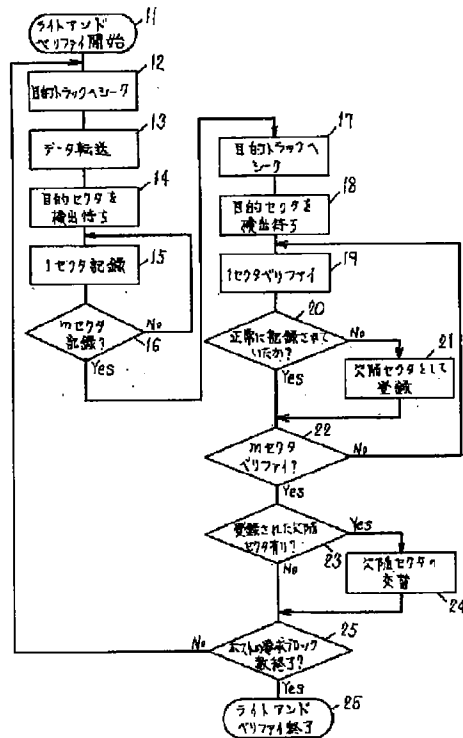 ライトアンド
ベリファイ開始
11
12
目的トラックへシーク
13
データ転送
14
目的セクタを
検出待ち
15
1セクタ記録
mセクタ
記録?
16
No
Yes
17
目的トラックへ
シーク
18
目的セクタを
検出待ち
19
1セクタベリファイ
20
正常に記録されて
いたか?
No
Yes
21
欠陥セクタとして
登録
22
mセクタ
ベリファイ?
No
Yes
登録された欠陥
セクタ有り?
Yes
23
No
欠陥セクタの
交替
24
25
ホストの要求ブロック
数終了?
No
Yes
26
ライトアンド
ベリファイ終了